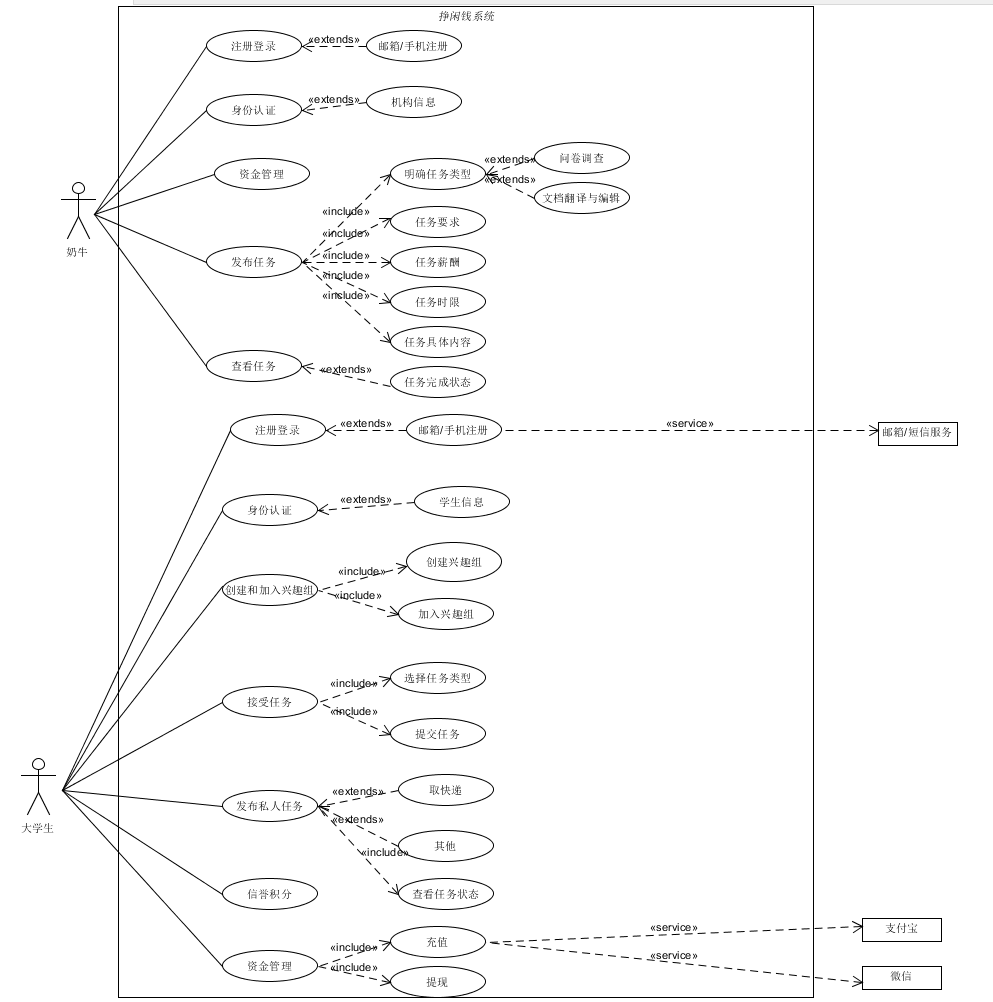 挣闲钱系统
注册登录
«extends»
邮箱/手机注册
身份认证
«extends»
机构信息
资金管理
明确任务类型
«extends»
问卷调查
«extends»
文档翻译与编辑
奶牛
发布任务
«include»
任务要求
«include»
«include»
任务薪酬
«include»
任务时限
«include»
任务具体内容
查看任务
«extends»
任务完成状态
注册登录
«extends»
邮箱/手机注册
«service»
邮箱/短信服务
身份认证
«extends»
学生信息
创建和加入兴趣组
«include»
创建兴趣组
«include»
加入兴趣组
接受任务
«include»
选择任务类型
«include»
提交任务
大学生
发布私人任务
«extends»
取快递
«extends»
其他
«include»
查看任务状态
信誉积分
资金管理
«include»
充值
«include»
提现
«service»
支付宝
«service»
微信